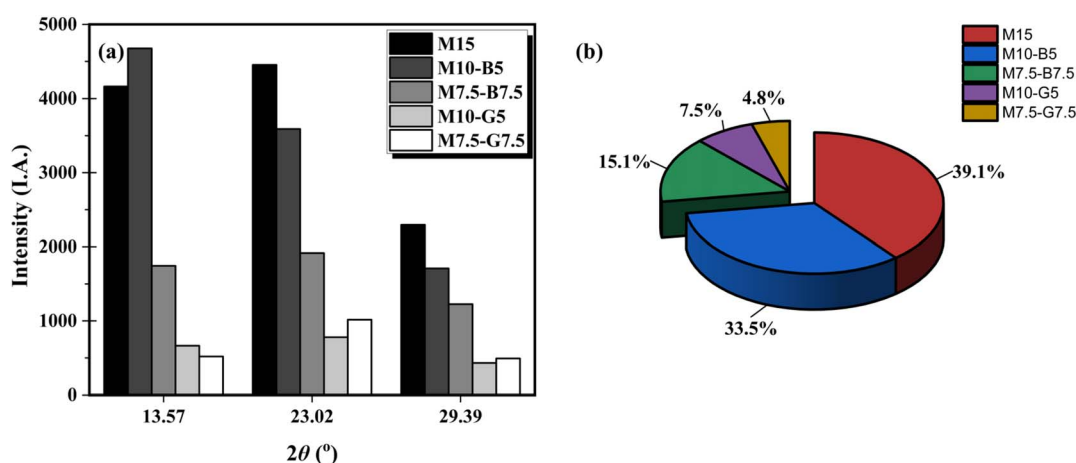 (a)
5000
4000
3000
2000
1000
0
Intensity (I.A.)
M15
M10-B5
M7.5-B7.5
M10-G5
M7.5-G7.5
13.57 23.02 29.39
2θ (°)
(b)
M15
M10-B5
M7.5-B7.5
M10-G5
M7.5-G7.5
4.8%
7.5%
15.1%
39.1%
33.5%